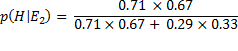 p(H|E₂) = 0.71 × 0.67 / 0.71 × 0.67 + 0.29 × 0.33